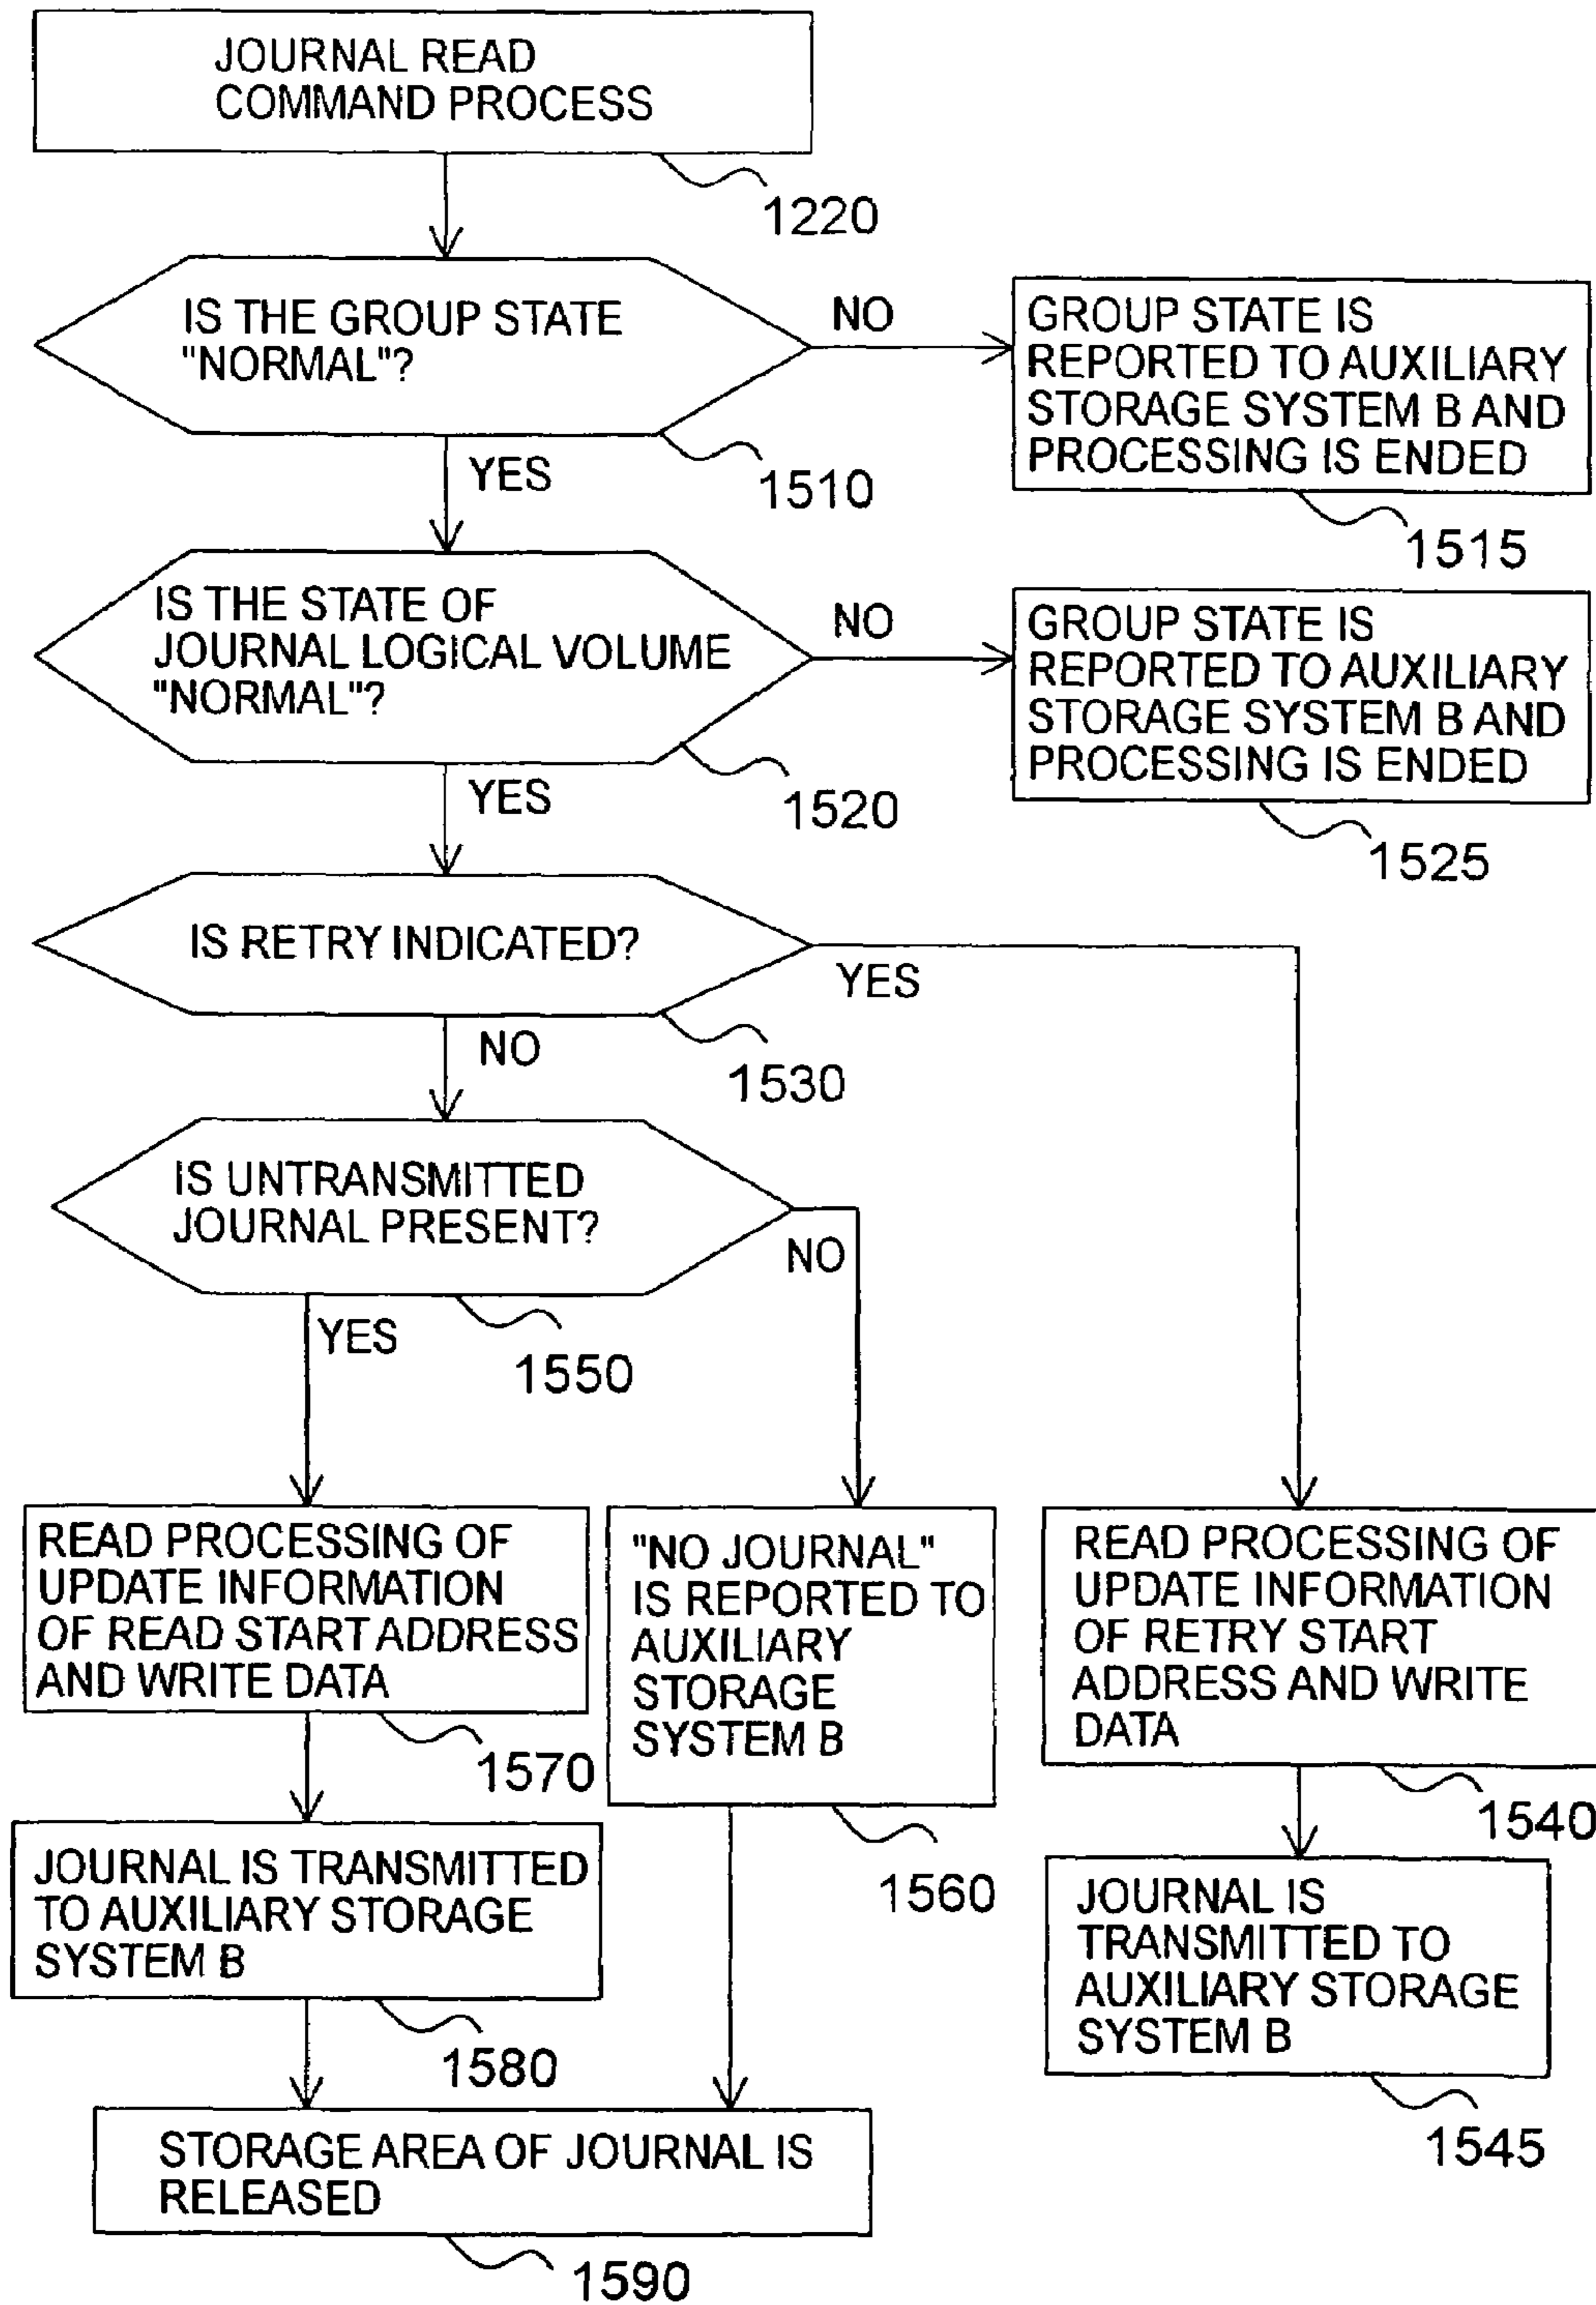 JOURNAL READ
COMMAND PROCESS
1220
IS THE GROUP STATE
"NORMAL"?
NO
YES
1510
GROUP STATE IS
REPORTED TO AUXILIARY
STORAGE SYSTEM B AND
PROCESSING IS ENDED
1515
IS THE STATE OF
JOURNAL LOGICAL VOLUME
"NORMAL"?
NO
YES
1520
GROUP STATE IS
REPORTED TO AUXILIARY
STORAGE SYSTEM B AND
PROCESSING IS ENDED
1525
IS RETRY INDICATED?
YES
NO
1530
IS UNTRANSMITTED
JOURNAL PRESENT?
NO
YES
1550
READ PROCESSING OF
UPDATE INFORMATION
OF READ START ADDRESS
AND WRITE DATA
1570
"NO JOURNAL"
IS REPORTED TO
AUXILIARY
STORAGE
SYSTEM B
1560
READ PROCESSING OF
UPDATE INFORMATION
OF RETRY START
ADDRESS AND WRITE
DATA
1540
JOURNAL IS TRANSMITTED
TO AUXILIARY STORAGE
SYSTEM B
1580
JOURNAL IS
TRANSMITTED TO
AUXILIARY STORAGE
SYSTEM B
1545
STORAGE AREA OF JOURNAL IS
RELEASED
1590